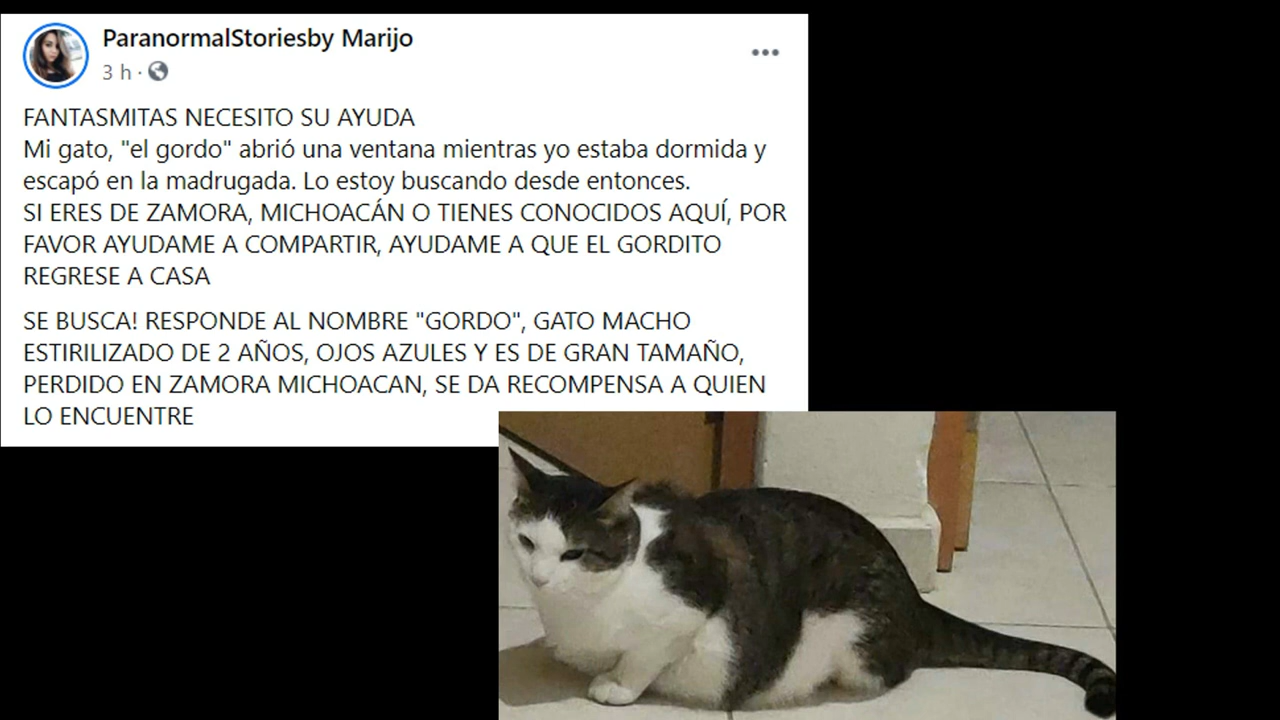 ParanormalStoriesby Marijo
3 h ·
FANTASMITAS NECESITO SU AYUDA
Mi gato, "el gordo" abrió una ventana mientras yo estaba dormida y
escapó en la madrugada. Lo estoy buscando desde entonces.
SI ERES DE ZAMORA, MICHOACÁN O TIENES CONOCIDOS AQUÍ, POR
FAVOR AYUDAME A COMPARTIR, AYUDAME A QUE EL GORDITO
REGRESE A CASA
SE BUSCA! RESPONDE AL NOMBRE "GORDO", GATO MACHO
ESTIRILIZADO DE 2 AÑOS, OJOS AZULES Y ES DE GRAN TAMAÑO,
PERDIDO EN ZAMORA MICHOACAN, SE DA RECOMPENSA A QUIEN
LO ENCUENTRE